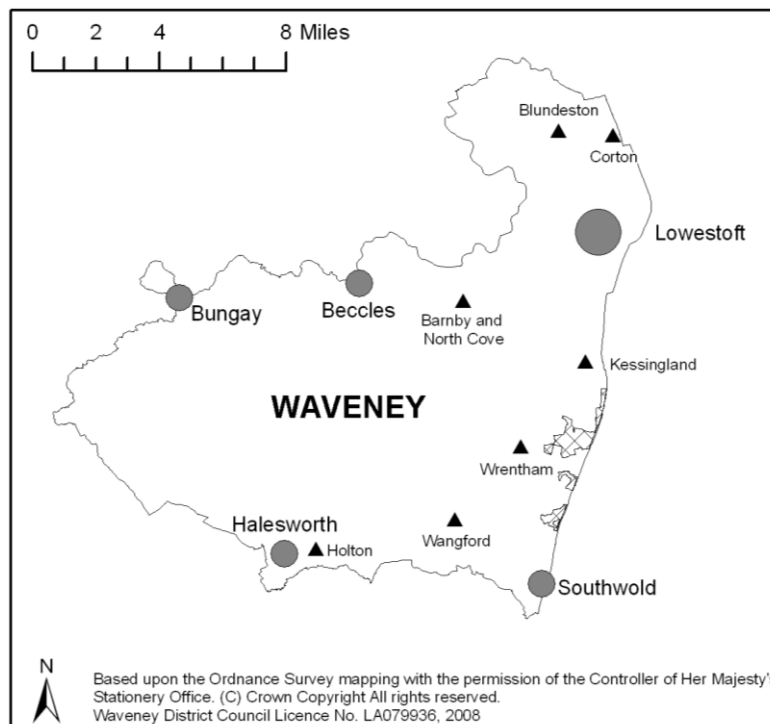 0 2 4 8 Miles
Blundeston
Corton
Lowestoft
Bungay
Beccles
Barnby and
North Cove
Kessingland
WAVENEY
Wrentham
Halesworth
Holton
Wangford
Southwold
N
Based upon the Ordnance Survey mapping with the permission of the Controller of Her Majesty's
Stationery Office. (C) Crown Copyright All rights reserved.
Waveney District Council Licence No. LA079936, 2008